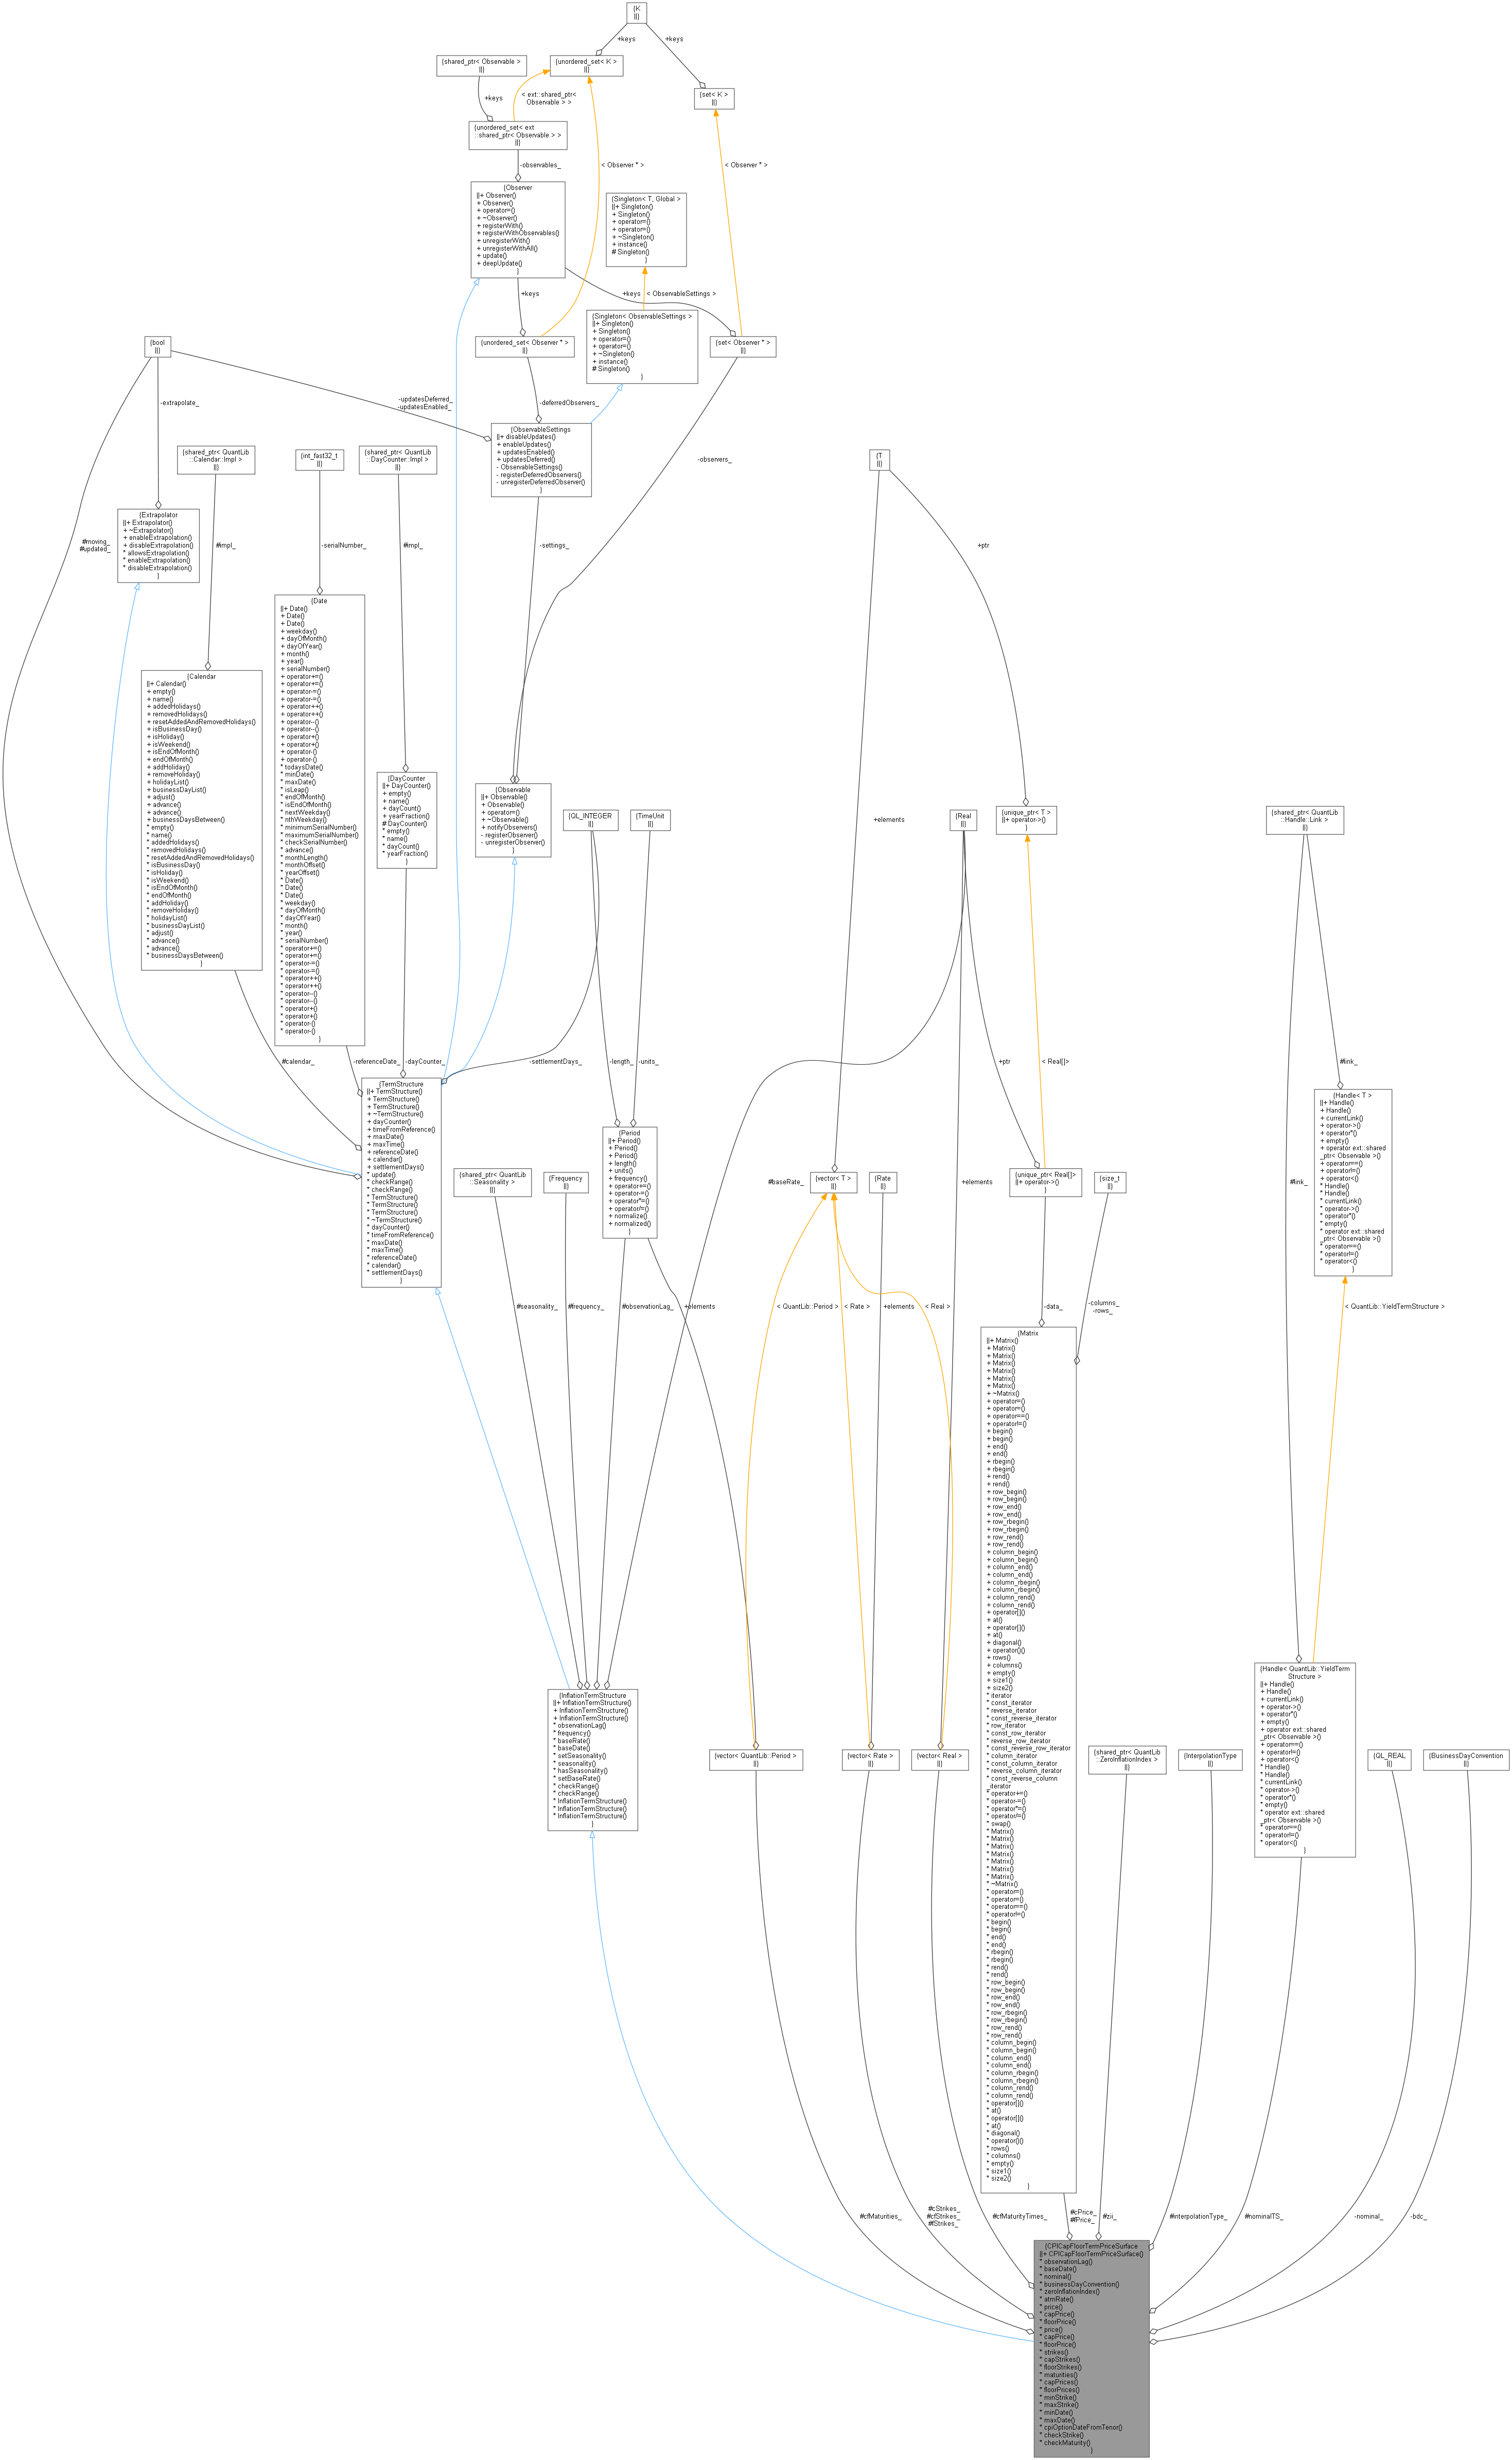 {K
||}
+keys
+keys
{shared_ptr< Observable >
||}
{unordered_set< K >
||}
{set< K >
||}
+keys
< ext::shared_ptr<
Observable > >
{unordered_set< ext
::shared_ptr< Observable > >
||}
-observables_
< Observer * >
< Observer * >
{Observer
||+ Observer()
+ Observer()
+ operator=()
+ ~Observer()
+ registerWith()
+ registerWithObservables()
+ unregisterWith()
+ unregisterWithAll()
+ update()
+ deepUpdate()
}
{Singleton< T, Global >
||+ Singleton()
+ Singleton()
+ operator=()
+ operator=()
+ ~Singleton()
+ instance()
# Singleton()
}
+keys
+keys
< ObservableSettings >
{bool
||}
{unordered_set< Observer * >
||}
{Singleton< ObservableSettings >
||+ Singleton()
+ Singleton()
+ operator=()
+ operator=()
+ ~Singleton()
+ instance()
# Singleton()
}
{set< Observer * >
||}
-extrapolate_
-updatesDeferred_
-updatesEnabled_
-deferredObservers_
{ObservableSettings
||+ disableUpdates()
+ enableUpdates()
+ updatesEnabled()
+ updatesDeferred()
- ObservableSettings()
- registerDeferredObservers()
- unregisterDeferredObserver()
}
-observers_
{shared_ptr< QuantLib
::Calendar::Impl >
||}
{int_fast32_t
||}
{shared_ptr< QuantLib
::DayCounter::Impl >
||}
{T
||}
{Extrapolator
||+ Extrapolator()
+ ~Extrapolator()
+ enableExtrapolation()
+ disableExtrapolation()
* allowsExtrapolation()
* enableExtrapolation()
* disableExtrapolation()
}
#moving_
#updated_
#impl_
-serialNumber_
#impl_
-settings_
+ptr
{Date
||+ Date()
+ Date()
+ Date()
+ weekday()
+ dayOfMonth()
+ dayOfYear()
+ month()
+ year()
+ serialNumber()
+ operator+=()
+ operator+=()
+ operator-=()
+ operator-=()
+ operator++()
+ operator++()
+ operator--()
+ operator--()
+ operator+()
+ operator+()
+ operator-()
+ operator-()
* todaysDate()
* minDate()
* maxDate()
* isLeap()
* endOfMonth()
* isEndOfMonth()
* nextWeekday()
* nthWeekday()
* minimumSerialNumber()
* maximumSerialNumber()
* checkSerialNumber()
* advance()
* monthLength()
* monthOffset()
* yearOffset()
* Date()
* Date()
* Date()
* weekday()
* dayOfMonth()
* dayOfYear()
* month()
* year()
* serialNumber()
* operator+=()
* operator+=()
* operator-=()
* operator-=()
* operator++()
* operator++()
* operator--()
* operator--()
* operator+()
* operator+()
* operator-()
* operator-()
}
{Calendar
||+ Calendar()
+ empty()
+ name()
+ addedHolidays()
+ removedHolidays()
+ resetAddedAndRemovedHolidays()
+ isBusinessDay()
+ isHoliday()
+ isWeekend()
+ isEndOfMonth()
+ endOfMonth()
+ addHoliday()
+ removeHoliday()
+ holidayList()
+ businessDayList()
+ adjust()
+ advance()
+ advance()
+ businessDaysBetween()
* empty()
* name()
* addedHolidays()
* removedHolidays()
* resetAddedAndRemovedHolidays()
* isBusinessDay()
* isHoliday()
* isWeekend()
* isEndOfMonth()
* endOfMonth()
* addHoliday()
* removeHoliday()
* holidayList()
* businessDayList()
* adjust()
* advance()
* advance()
* businessDaysBetween()
}
{DayCounter
||+ DayCounter()
+ empty()
+ name()
+ dayCount()
+ yearFraction()
# DayCounter()
* empty()
* name()
* dayCount()
* yearFraction()
}
{Observable
||+ Observable()
+ Observable()
+ operator=()
+ ~Observable()
+ notifyObservers()
- registerObserver()
- unregisterObserver()
}
{QL_INTEGER
||}
{TimeUnit
||}
+elements
{Real
||}
{unique_ptr< T >
||+ operator->()
}
{shared_ptr< QuantLib
::Handle::Link >
||}
#calendar_
-referenceDate_
-dayCounter_
-settlementDays_
-length_
-units_
+ptr
< Real[]>
#link_
{TermStructure
||+ TermStructure()
+ TermStructure()
+ TermStructure()
+ ~TermStructure()
+ dayCounter()
+ timeFromReference()
+ maxDate()
+ maxTime()
+ referenceDate()
+ calendar()
+ settlementDays()
* update()
* checkRange()
* checkRange()
* TermStructure()
* TermStructure()
* TermStructure()
* ~TermStructure()
* dayCounter()
* timeFromReference()
* maxDate()
* maxTime()
* referenceDate()
* calendar()
* settlementDays()
}
{Period
||+ Period()
+ Period()
+ Period()
+ length()
+ units()
+ frequency()
+ operator+=()
+ operator-=()
+ operator*=()
+ operator/=()
+ normalize()
+ normalized()
}
{Handle< T >
||+ Handle()
+ Handle()
+ currentLink()
+ operator->()
+ operator*()
+ empty()
+ operator ext::shared
_ptr< Observable >()
+ operator==()
+ operator!=()
+ operator<()
* Handle()
* Handle()
* currentLink()
* operator->()
* operator*()
* empty()
* operator ext::shared
_ptr< Observable >()
* operator==()
* operator!=()
* operator<()
}
{shared_ptr< QuantLib
::Seasonality >
||}
{Frequency
||}
#baseRate_
{vector< T >
||}
{Rate
||}
+elements
{unique_ptr< Real[]>
||+ operator->()
}
{size_t
||}
#link_
#seasonality_
#frequency_
#observationLag_
+elements
< QuantLib::Period >
< Rate >
+elements
< Real >
-data_
-columns_
-rows_
< QuantLib::YieldTermStructure >
{Matrix
||+ Matrix()
+ Matrix()
+ Matrix()
+ Matrix()
+ Matrix()
+ Matrix()
+ Matrix()
+ ~Matrix()
+ operator=()
+ operator=()
+ operator==()
+ operator!=()
+ begin()
+ begin()
+ end()
+ end()
+ rbegin()
+ rbegin()
+ rend()
+ rend()
+ row_begin()
+ row_begin()
+ row_end()
+ row_end()
+ row_rbegin()
+ row_rbegin()
+ row_rend()
+ row_rend()
+ column_begin()
+ column_begin()
+ column_end()
+ column_end()
+ column_rbegin()
+ column_rbegin()
+ column_rend()
+ column_rend()
+ operator[]()
+ at()
+ operator[]()
+ at()
+ diagonal()
+ operator()()
+ rows()
+ columns()
+ empty()
+ size1()
+ size2()
* iterator
* const_iterator
* reverse_iterator
* const_reverse_iterator
* row_iterator
* const_row_iterator
* reverse_row_iterator
* const_reverse_row_iterator
* column_iterator
* const_column_iterator
* reverse_column_iterator
* const_reverse_column
_iterator
* operator+=()
* operator-=()
* operator*=()
* operator/=()
* swap()
* Matrix()
* Matrix()
* Matrix()
* Matrix()
* Matrix()
* Matrix()
* Matrix()
* ~Matrix()
* operator=()
* operator=()
* operator==()
* operator!=()
* begin()
* begin()
* end()
* end()
* rbegin()
* rbegin()
* rend()
* rend()
* row_begin()
* row_begin()
* row_end()
* row_end()
* row_rbegin()
* row_rbegin()
* row_rend()
* row_rend()
* column_begin()
* column_begin()
* column_end()
* column_end()
* column_rbegin()
* column_rbegin()
* column_rend()
* column_rend()
* operator[]()
* at()
* operator[]()
* at()
* diagonal()
* operator()()
* rows()
* columns()
* empty()
* size1()
* size2()
}
{InflationTermStructure
||+ InflationTermStructure()
+ InflationTermStructure()
+ InflationTermStructure()
* observationLag()
* frequency()
* baseRate()
* baseDate()
* setSeasonality()
* seasonality()
* hasSeasonality()
* setBaseRate()
* checkRange()
* checkRange()
* InflationTermStructure()
* InflationTermStructure()
* InflationTermStructure()
}
{Handle< QuantLib::YieldTerm
Structure >
||+ Handle()
+ Handle()
+ currentLink()
+ operator->()
+ operator*()
+ empty()
+ operator ext::shared
_ptr< Observable >()
+ operator==()
+ operator!=()
+ operator<()
* Handle()
* Handle()
* currentLink()
* operator->()
* operator*()
* empty()
* operator ext::shared
_ptr< Observable >()
* operator==()
* operator!=()
* operator<()
}
{vector< QuantLib::Period >
||}
{vector< Rate >
||}
{vector< Real >
||}
{shared_ptr< QuantLib
::ZeroInflationIndex >
||}
{InterpolationType
||}
{QL_REAL
||}
{BusinessDayConvention
||}
#cfMaturities_
#cStrikes_
#cfStrikes_
#fStrikes_
#cfMaturityTimes_
#cPrice_
#fPrice_
#zii_
#interpolationType_
#nominalTS_
-nominal_
-bdc_
{CPICapFloorTermPriceSurface
||+ CPICapFloorTermPriceSurface()
* observationLag()
* baseDate()
* nominal()
* businessDayConvention()
* zeroInflationIndex()
* atmRate()
* price()
* capPrice()
* floorPrice()
* price()
* capPrice()
* floorPrice()
* strikes()
* capStrikes()
* floorStrikes()
* maturities()
* capPrices()
* floorPrices()
* minStrike()
* maxStrike()
* minDate()
* maxDate()
* cpiOptionDateFromTenor()
* checkStrike()
* checkMaturity()
}